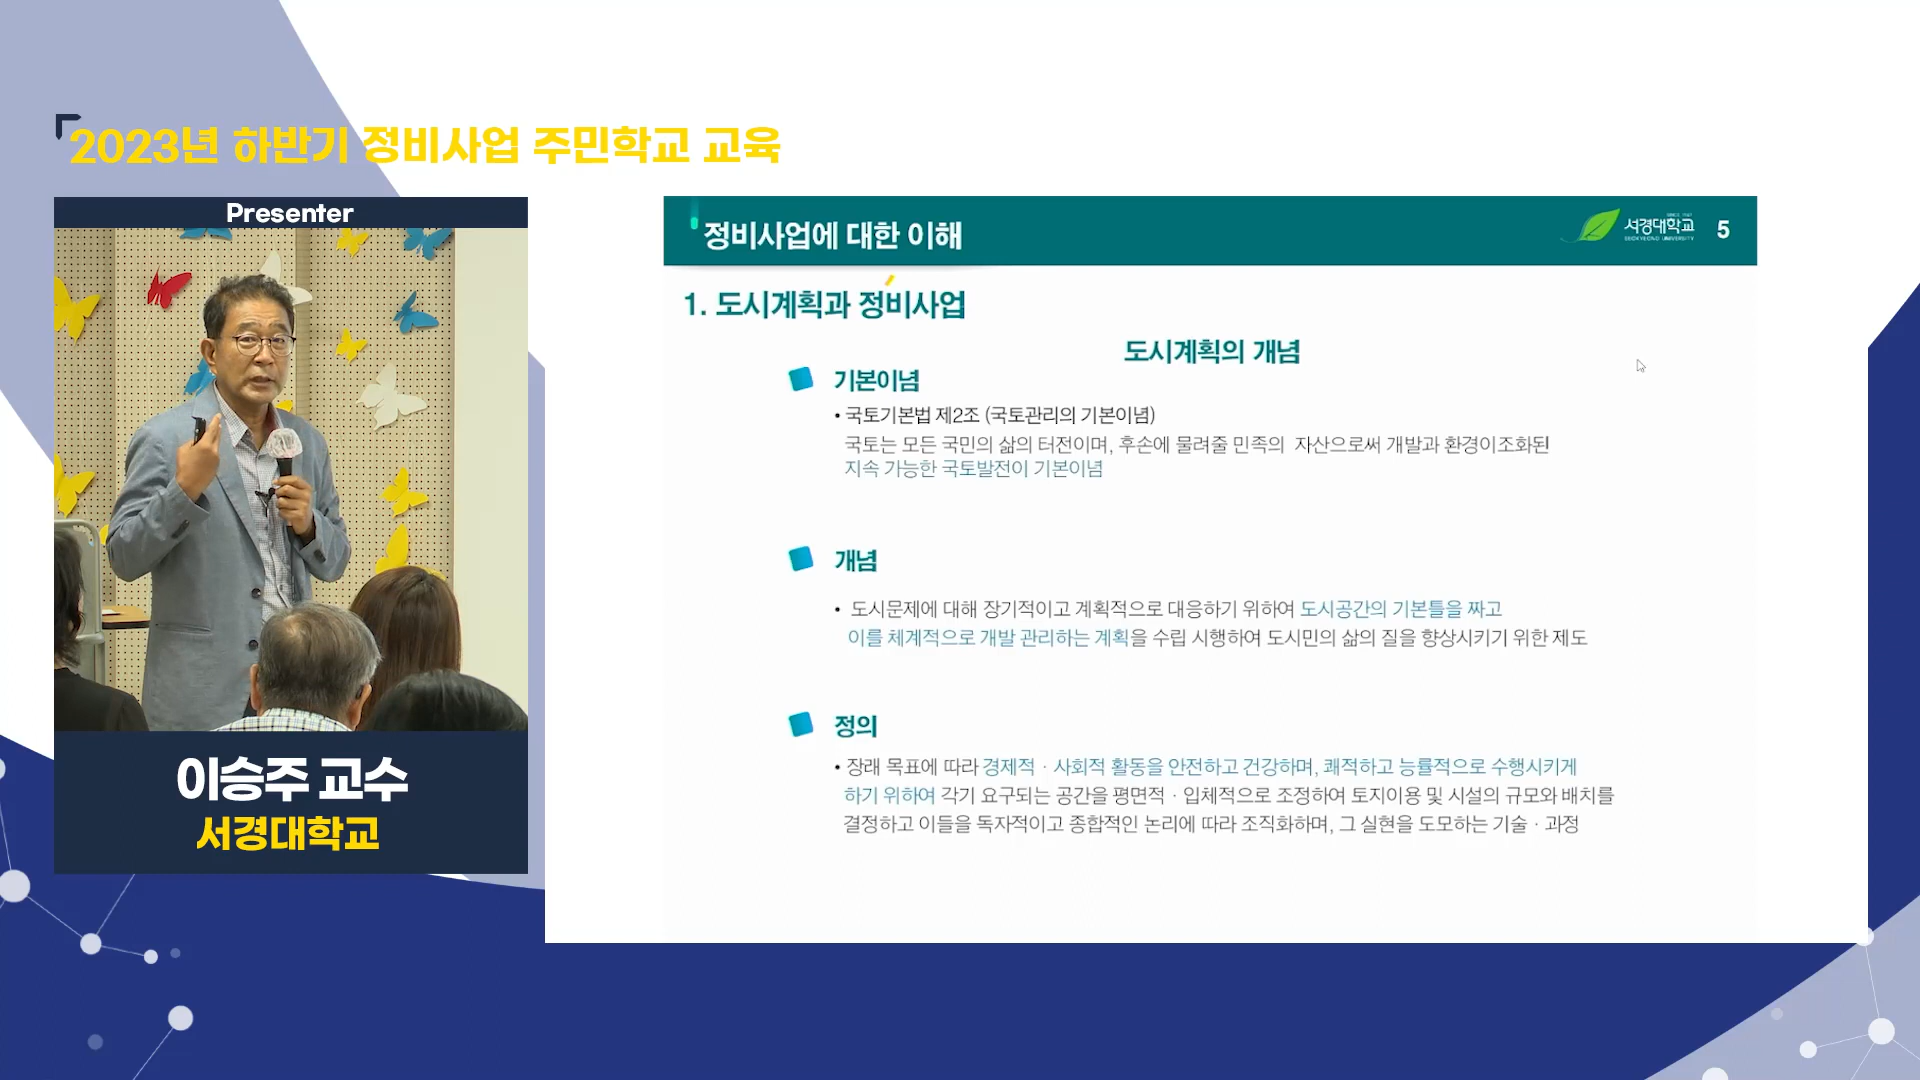 2023년 하반기 정비사업 주민학교 교육
Presenter
이승주 교수
서경대학교
정비사업에 대한 이해
SINCE 1947
서경대학교
SEOKYEONG UNIVERSITY
5
1. 도시계획과 정비사업
도시계획의 개념
기본이념
• 국토기본법 제2조 (국토관리의 기본이념)
국토는 모든 국민의 삶의 터전이며, 후손에 물려줄 민족의 자산으로써 개발과 환경이조화된
지속 가능한 국토발전이 기본이념
개념
• 도시문제에 대해 장기적이고 계획적으로 대응하기 위하여 도시공간의 기본틀을 짜고
이를 체계적으로 개발 관리하는 계획을 수립 시행하여 도시민의 삶의 질을 향상시키기 위한 제도
정의
• 장래 목표에 따라 경제적 · 사회적 활동을 안전하고 건강하며, 쾌적하고 능률적으로 수행시키게
하기 위하여 각기 요구되는 공간을 평면적 · 입체적으로 조정하여 토지이용 및 시설의 규모와 배치를
결정하고 이들을 독자적이고 종합적인 논리에 따라 조직화하며, 그 실현을 도모하는 기술 · 과정